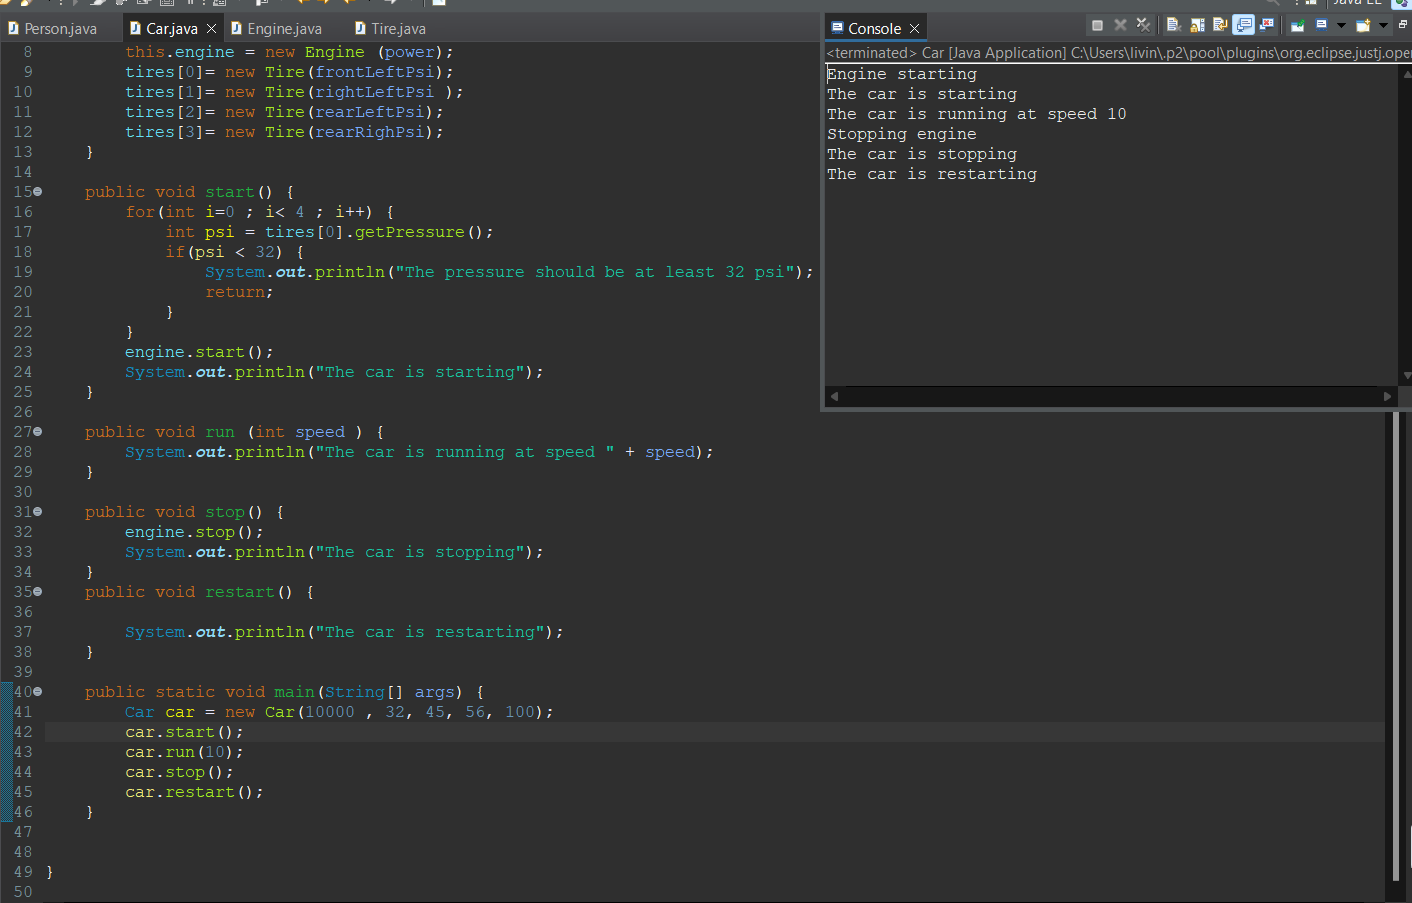 Java EE
Person.java
Car.java
Engine.java
Tire.java
8 this.engine = new Engine (power);
9 tires[0]= new Tire(frontLeftPsi);
10 tires[1]= new Tire(rightLeftPsi );
11 tires[2]= new Tire(rearLeftPsi);
12 tires[3]= new Tire(rearRighPsi);
13 }
14
15 public void start() {
16 for(int i=0 ; i< 4 ; i++) {
17 int psi = tires[0].getPressure();
18 if(psi < 32) {
19 System.out.println("The pressure should be at least 32 psi");
20 return;
21 }
22 }
23 engine.start();
24 System.out.println("The car is starting");
25 }
26
27 public void run (int speed ) {
28 System.out.println("The car is running at speed " + speed);
29 }
30
31 public void stop() {
32 engine.stop();
33 System.out.println("The car is stopping");
34 }
35 public void restart() {
36
37 System.out.println("The car is restarting");
38 }
39
40 public static void main(String[] args) {
41 Car car = new Car(10000 , 32, 45, 56, 100);
42 car.start();
43 car.run(10);
44 car.stop();
45 car.restart();
46 }
47
48
49 }
50
Console
<terminated> Car [Java Application] C:\Users\livin\.p2\pool\plugins\org.eclipse.justj.ope
Engine starting
The car is starting
The car is running at speed 10
Stopping engine
The car is stopping
The car is restarting